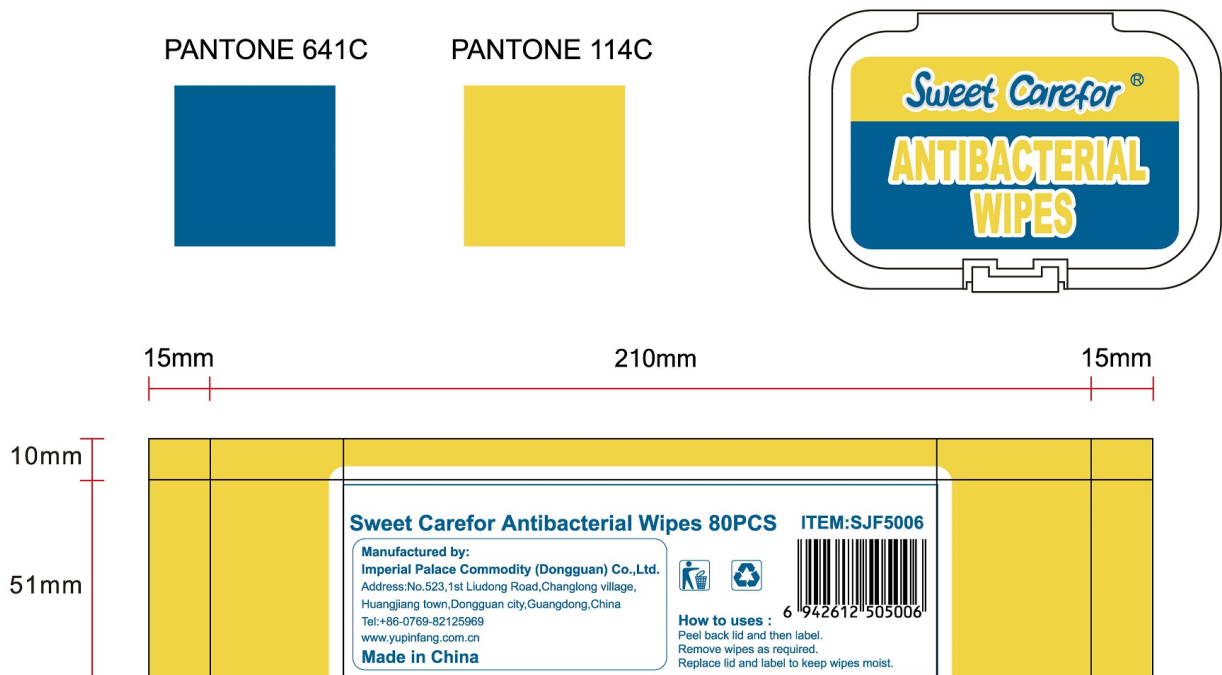 PANTONE 641C
PANTONE 114C
Sweet Carefor ®
ANTIBACTERIAL
WIPES
15mm
210mm
15mm
10mm
51mm
Sweet Carefor Antibacterial Wipes 80PCS
ITEM:SJF5006
Manufactured by:
Imperial Palace Commodity (Dongguan) Co.,Ltd.
Address:No.523,1st Liudong Road,Changlong village,
Huangjiang town,Dongguan city,Guangdong,China
Tel:+86-0769-82125969
www.yupinfang.com.cn
Made in China
6 942612 505006
How to uses :
Peel back lid and then label.
Remove wipes as required.
Replace lid and label to keep wipes moist.